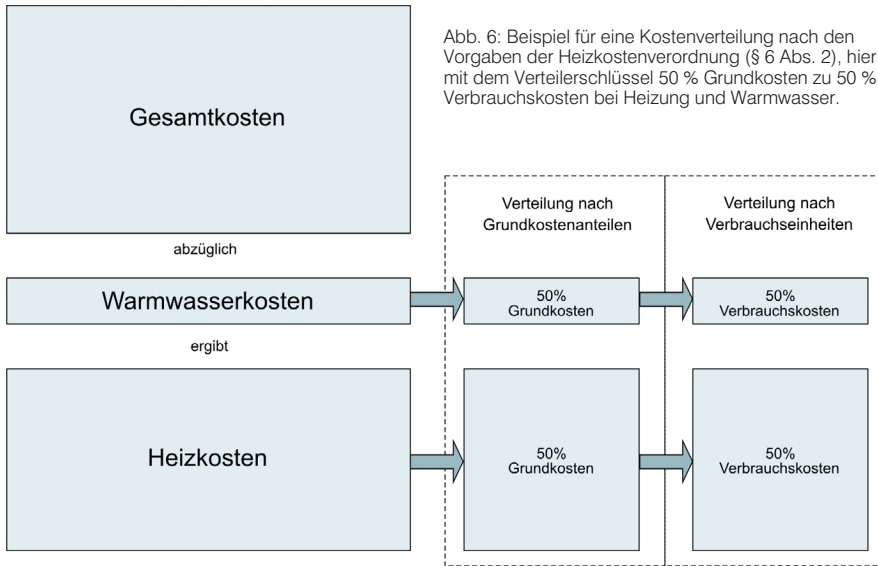 Abb. 6: Beispiel für eine Kostenverteilung nach den
Vorgaben der Heizkostenverordnung (§ 6 Abs. 2), hier
mit dem Verteilerschlüssel 50 % Grundkosten zu 50 %
Verbrauchskosten bei Heizung und Warmwasser.
Gesamtkosten
abzüglich
Verteilung nach
Grundkostenanteilen
Verteilung nach
Verbrauchseinheiten
Warmwasserkosten
50%
Grundkosten
50%
Verbrauchskosten
ergibt
Heizkosten
50%
Grundkosten
50%
Verbrauchskosten